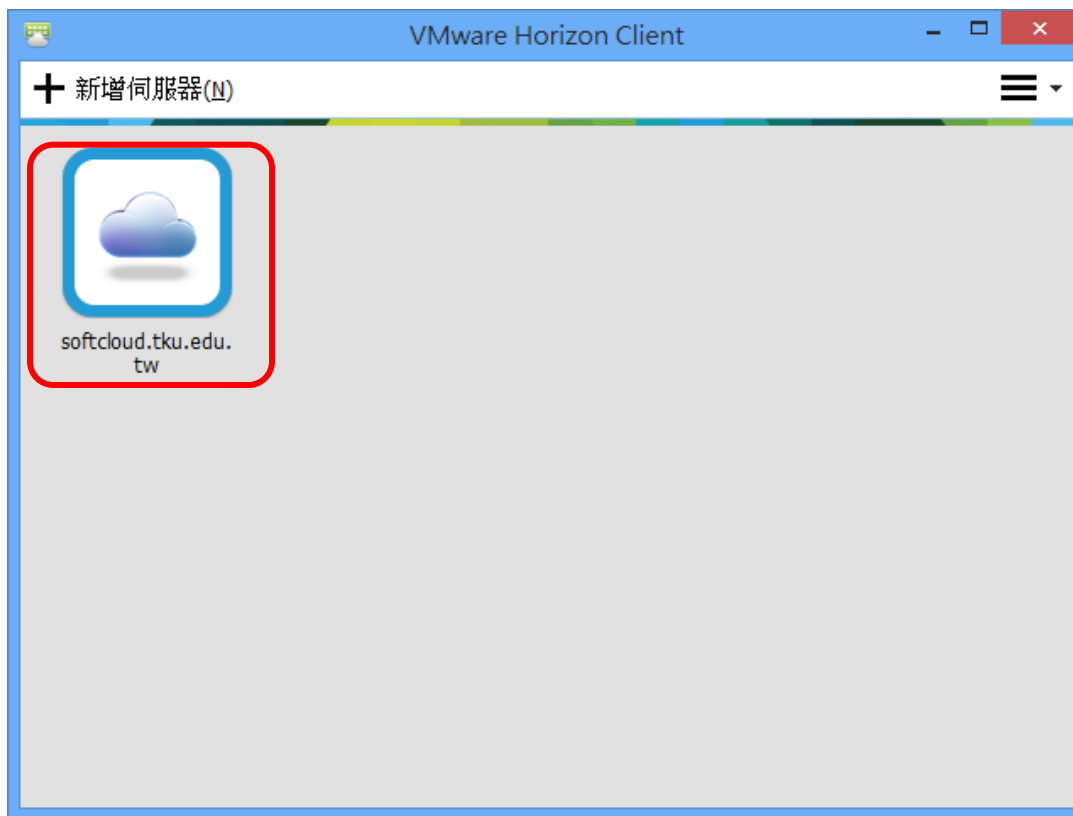 VMware Horizon Client
新增伺服器(N)
softcloud.tku.edu.
tw